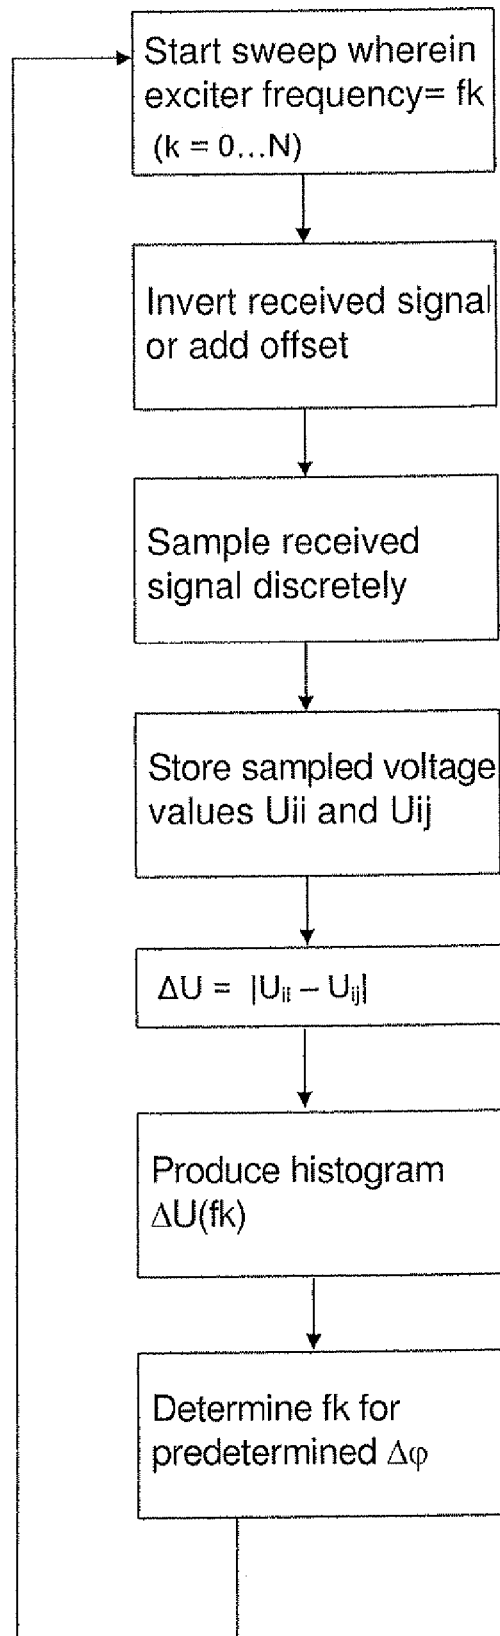 Start sweep wherein
exciter frequency= fk
(k = 0...N)
Invert received signal
or add offset
Sample received
signal discretely
Store sampled voltage
values Uii and Uij
ΔU = |Uii – Uij|
Produce histogram
ΔU(fk)
Determine fk for
predetermined Δφ